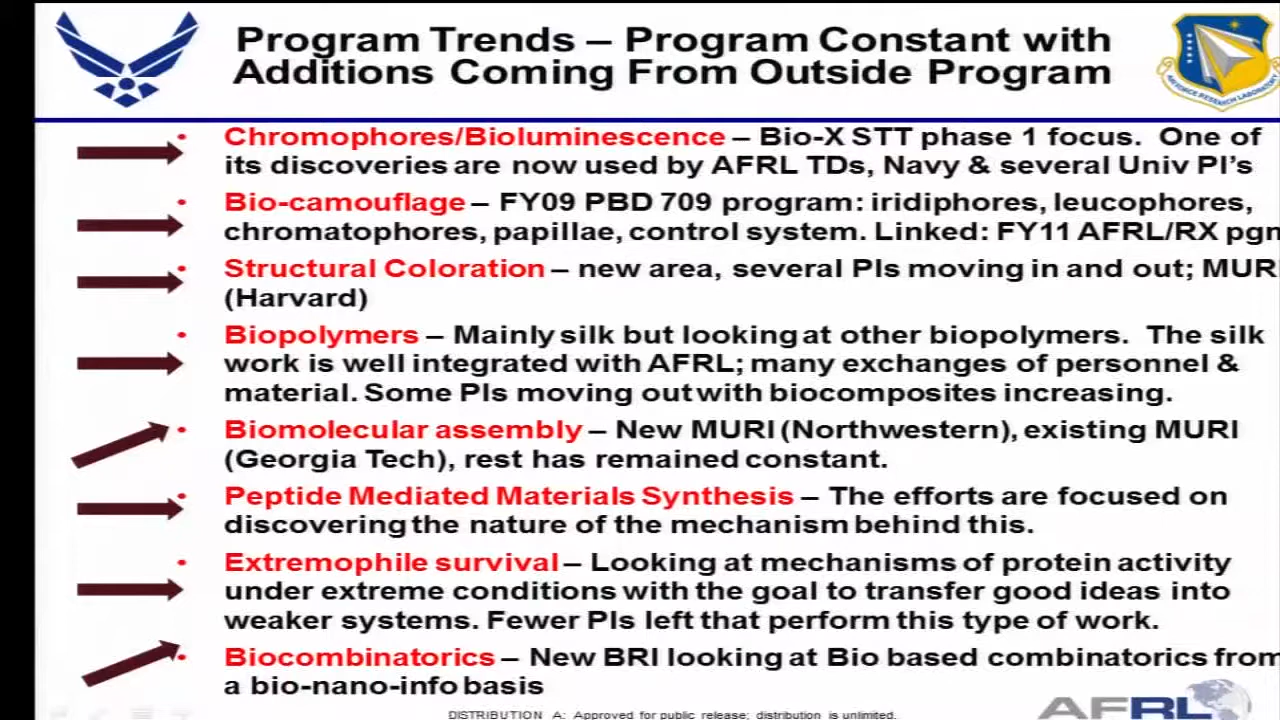 Program Trends – Program Constant with
Additions Coming From Outside Program
• Chromophores/Bioluminescence – Bio-X STT phase 1 focus. One of
its discoveries are now used by AFRL TDs, Navy & several Univ PI's
• Bio-camouflage – FY09 PBD 709 program: iridiphores, leucophores,
chromatophores, papillae, control system. Linked: FY11 AFRL/RX pgm
• Structural Coloration – new area, several PIs moving in and out; MURI
(Harvard)
• Biopolymers – Mainly silk but looking at other biopolymers. The silk
work is well integrated with AFRL; many exchanges of personnel &
material. Some PIs moving out with biocomposites increasing.
• Biomolecular assembly – New MURI (Northwestern), existing MURI
(Georgia Tech), rest has remained constant.
• Peptide Mediated Materials Synthesis – The efforts are focused on
discovering the nature of the mechanism behind this.
• Extremophile survival – Looking at mechanisms of protein activity
under extreme conditions with the goal to transfer good ideas into
weaker systems. Fewer PIs left that perform this type of work.
• Biocombinatorics – New BRI looking at Bio based combinatorics from
a bio-nano-info basis
DISTRIBUTION A: Approved for public release; distribution is unlimited.
AFRL
AIR FORCE RESEARCH LABORATORY